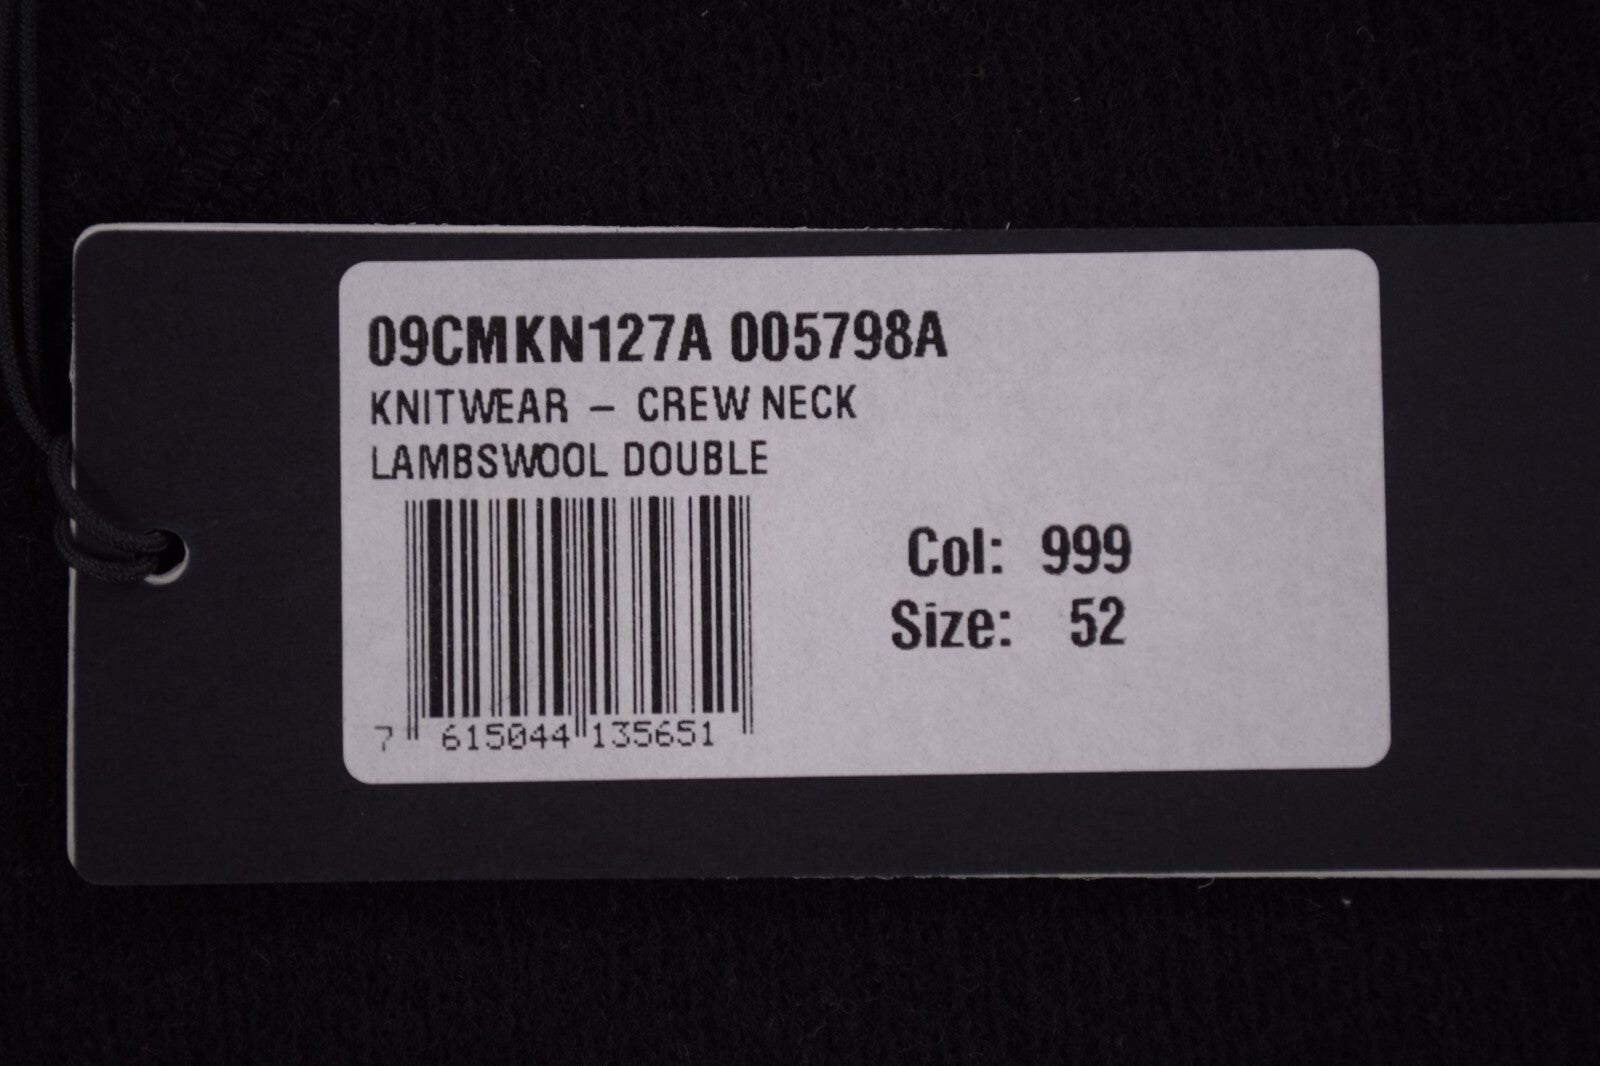 09CMKN127A 005798A
KNITWEAR – CREW NECK
LAMBSWOOL DOUBLE
Col: 999
Size: 52
7 615044 135651